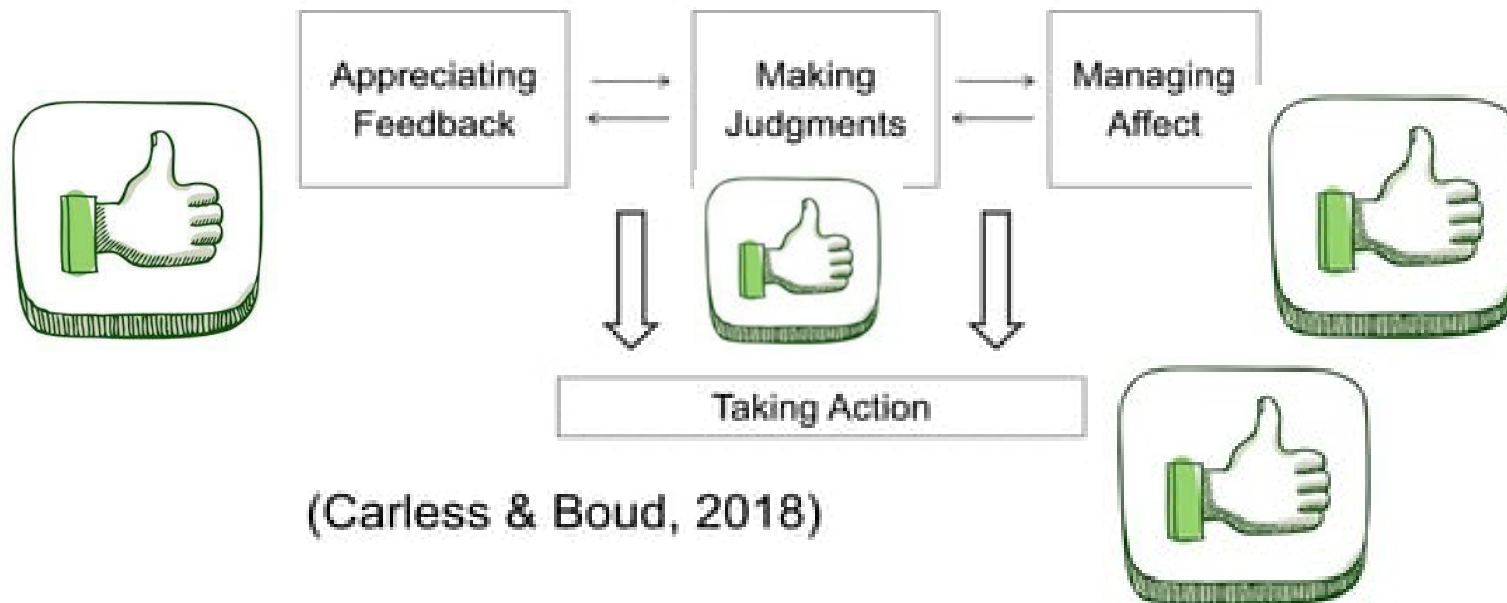 Appreciating
Feedback
Making
Judgments
Managing
Affect
Taking Action
(Carless & Boud, 2018)